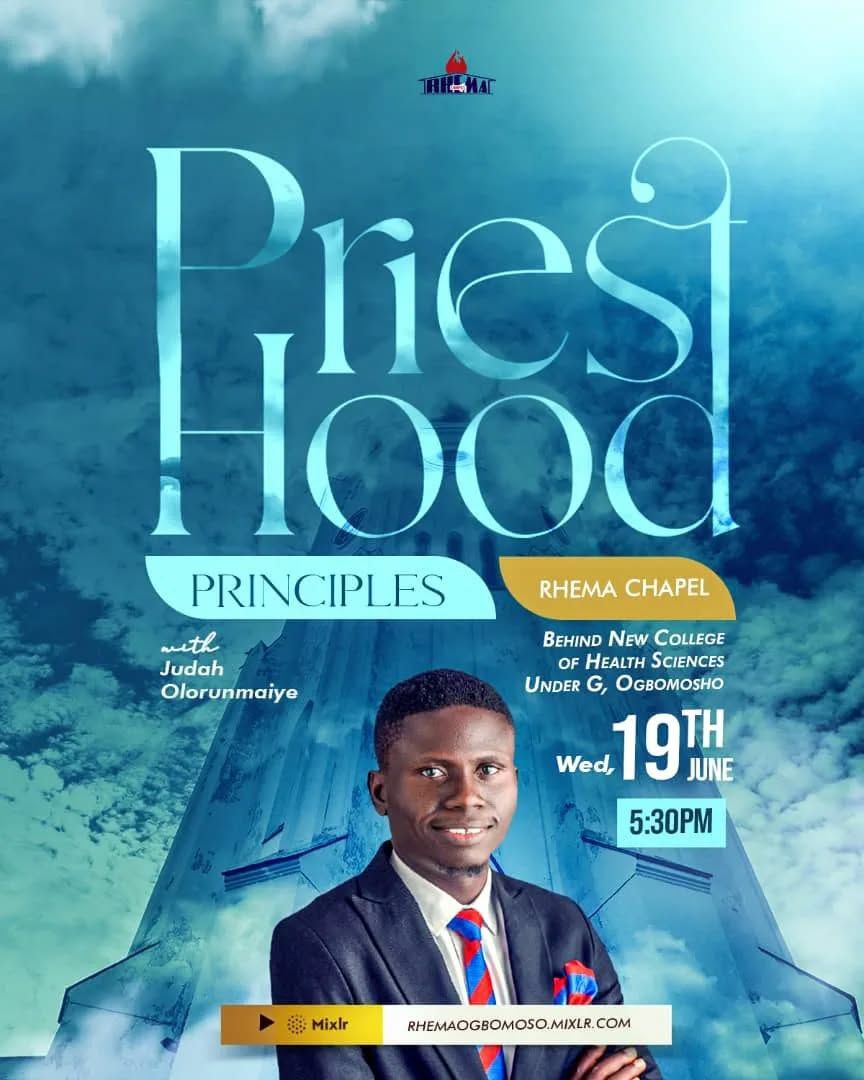 RHEMA
Priest
Hood
PRINCIPLES
RHEMA CHAPEL
with
Judah
Olorunmaiye
BEHIND NEW COLLEGE
OF HEALTH SCIENCES
UNDER G, OGBOMOSHO
Wed, 19TH
JUNE
5:30PM
Mixlr
RHEMAOGBOMOSO.MIXLR.COM